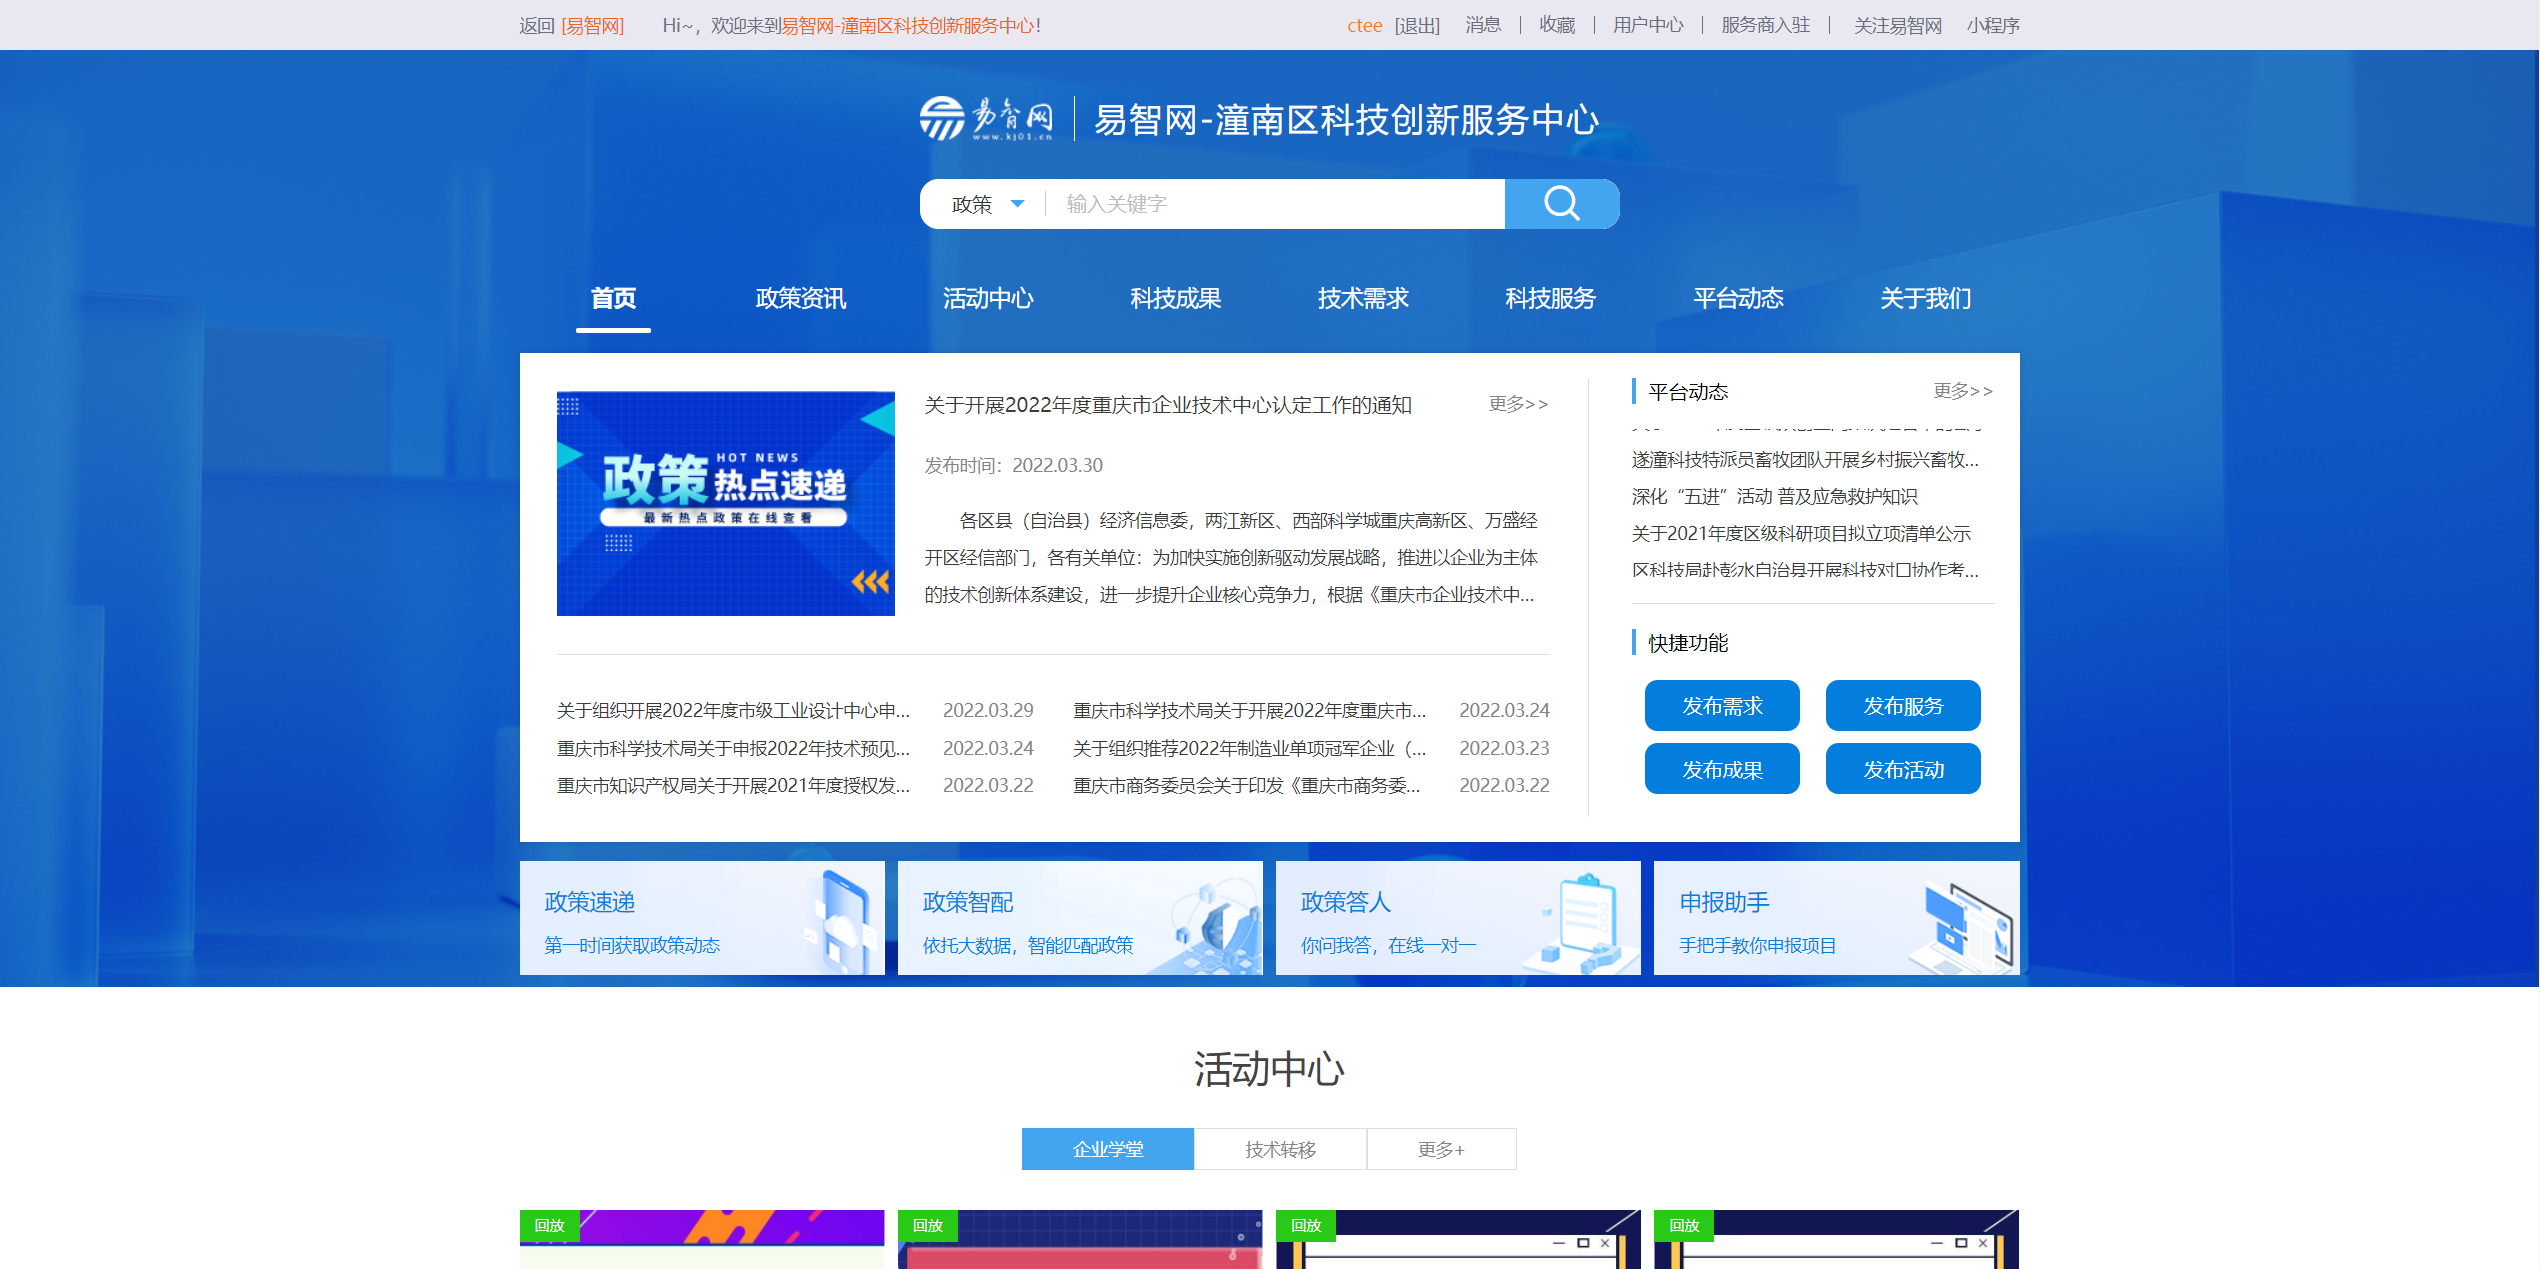 返回 [易智网] Hi~，欢迎来到易智网-潼南区科技创新服务中心！
ctee [退出] 消息 收藏 用户中心 服务商入驻 关注易智网 小程序
易智网 www.kj01.cn 易智网-潼南区科技创新服务中心
政策 输入关键字
首页 政策资讯 活动中心 科技成果 技术需求 科技服务 平台动态 关于我们
政策 HOT NEWS 热点速递
最新热点政策在线查看
关于开展2022年度重庆市企业技术中心认定工作的通知 更多>>
发布时间：2022.03.30
各区县（自治县）经济信息委，两江新区、西部科学城重庆高新区、万盛经
开区经信部门，各有关单位：为加快实施创新驱动发展战略，推进以企业为主体
的技术创新体系建设，进一步提升企业核心竞争力，根据《重庆市企业技术中...
关于组织开展2022年度市级工业设计中心申... 2022.03.29
重庆市科学技术局关于开展2022年度重庆市... 2022.03.24
重庆市科学技术局关于申报2022年技术预见... 2022.03.24
关于组织推荐2022年制造业单项冠军企业（... 2022.03.23
重庆市知识产权局关于开展2021年度授权发... 2022.03.22
重庆市商务委员会关于印发《重庆市商务委... 2022.03.22
平台动态 更多>>
遂潼科技特派员畜牧团队开展乡村振兴畜牧...
深化“五进”活动 普及应急救护知识
关于2021年度区级科研项目拟立项清单公示
区科技局赴彭水自治县开展科技对口协作考...
快捷功能
发布需求 发布服务
发布成果 发布活动
政策速递
第一时间获取政策动态
政策智配
依托大数据，智能匹配政策
政策答人
你问我答，在线一对一
申报助手
手把手教你申报项目
活动中心
企业学堂 技术转移 更多+
回放 回放 回放 回放